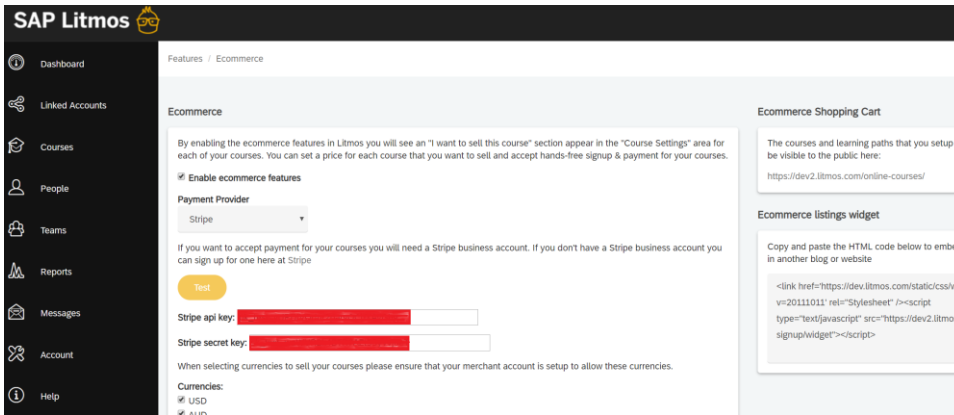 SAP Litmos
Dashboard
Linked Accounts
Courses
People
Teams
Reports
Messages
Account
Help
Features / Ecommerce
Ecommerce
By enabling the ecommerce features in Litmos you will see an "I want to sell this course" section appear in the "Course Settings" area for
each of your courses. You can set a price for each course that you want to sell and accept hands-free signup & payment for your courses.
Enable ecommerce features
Payment Provider
Stripe
If you want to accept payment for your courses you will need a Stripe business account. If you don't have a Stripe business account you
can sign up for one here at Stripe
Test
Stripe api key:
Stripe secret key:
When selecting currencies to sell your courses please ensure that your merchant account is setup to allow these currencies.
Currencies:
USD
AUD
Ecommerce Shopping Cart
The courses and learning paths that you setup
be visible to the public here:
https://dev2.litmos.com/online-courses/
Ecommerce listings widget
Copy and paste the HTML code below to embe
in another blog or website
<link href='https://dev.litmos.com/static/css/v
v=20111011' rel="Stylesheet" /><script
type="text/javascript" src="https://dev2.litmo
signup/widget"></script>